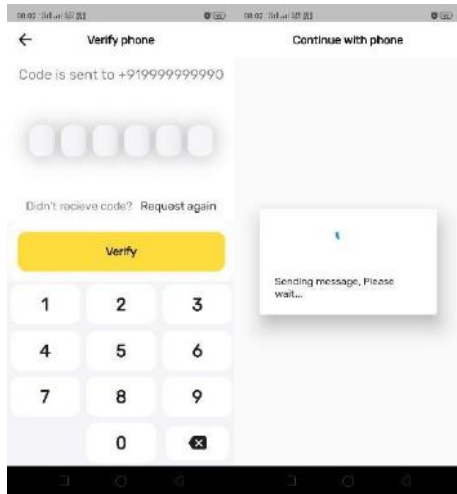 Verify phone
Code is sent to +919999999990
Didn't recieve code? Request again
Verify
1 2 3
4 5 6
7 8 9
0
Continue with phone
Sending message, Please
wait...